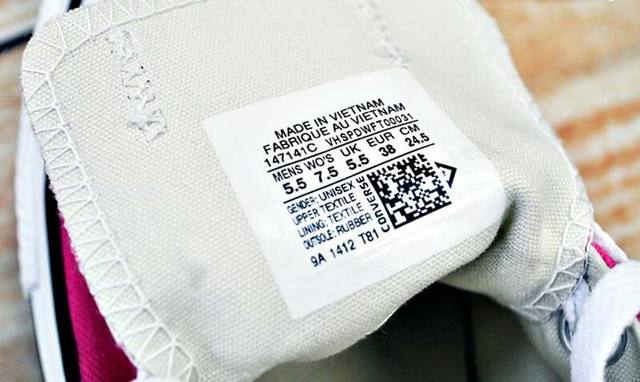 MADE IN VIETNAM
FABRIQUE AU VIETNAM
147141C VHSPDWFT00031
MENS WO'S UK EUR CM
5.5 7.5 5.5 38 24.5
GENDER: UNISEX
UPPER TEXTILE
LINING: TEXTILE
OUTSOLE: RUBBER
CONVERSE
9A 1412 T81